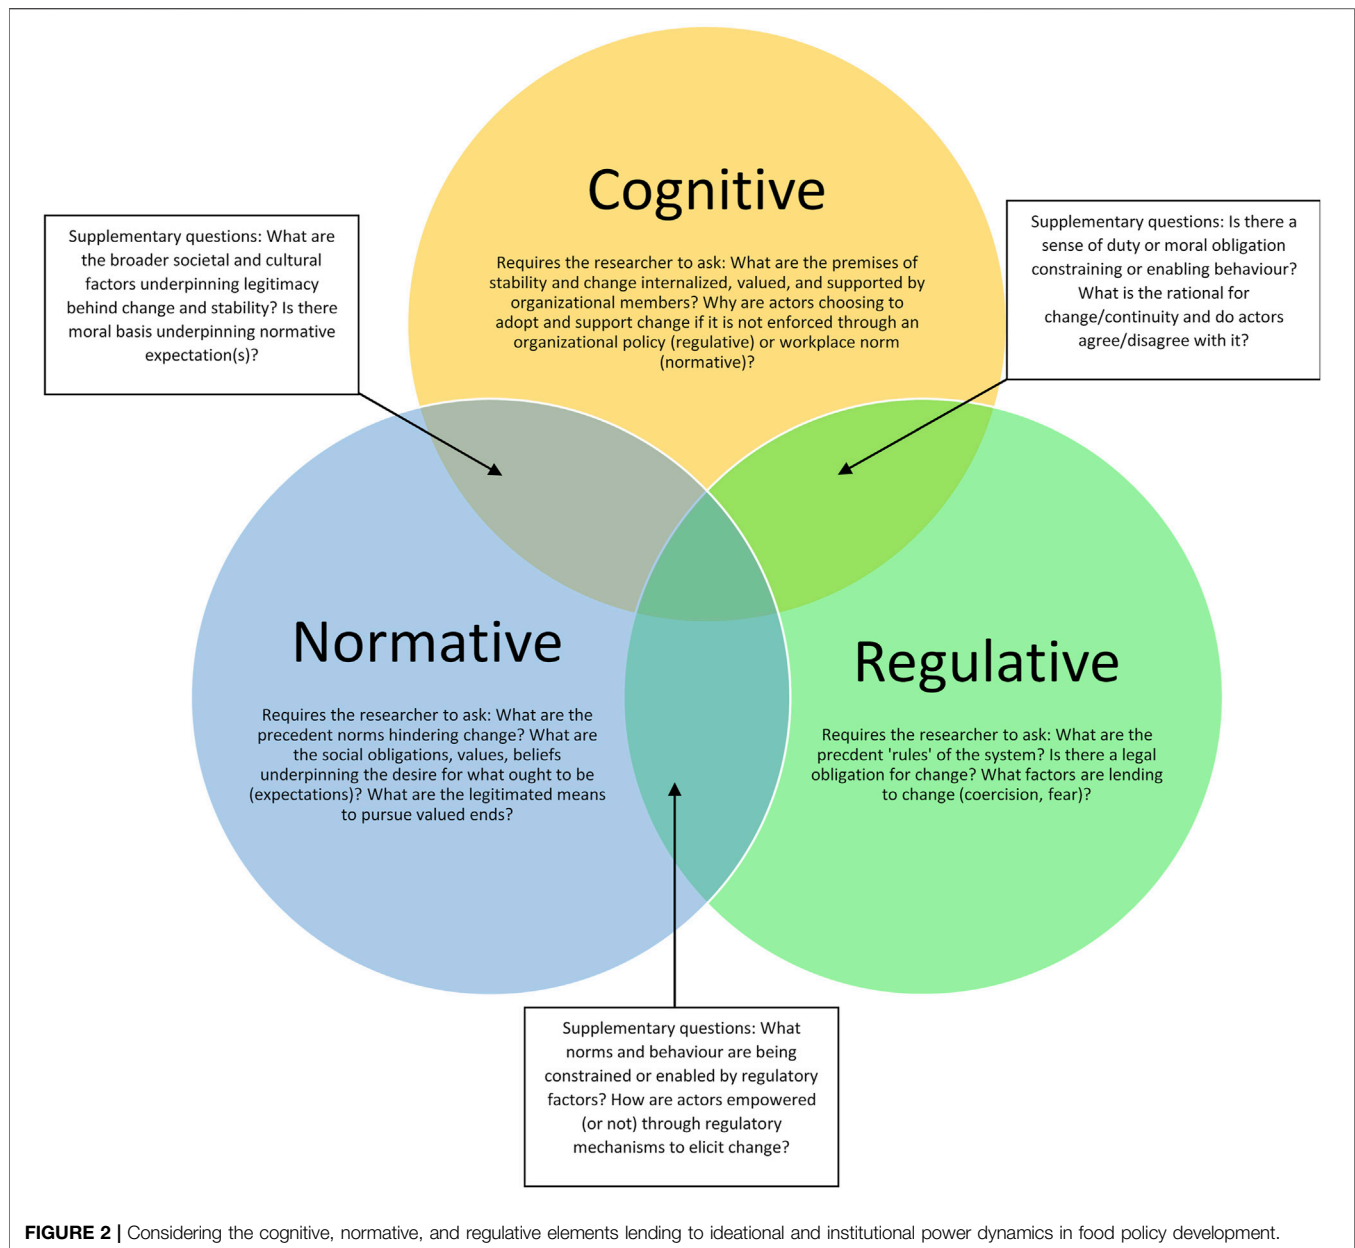 Cognitive
Requires the researcher to ask: What are the premises of
stability and change internalized, valued, and supported by
organizational members? Why are actors choosing to
adopt and support change if it is not enforced through an
organizational policy (regulative) or workplace norm
(normative)?
Supplementary questions: What are
the broader societal and cultural
factors underpinning legitimacy
behind change and stability? Is there
moral basis underpinning normative
expectation(s)?
Supplementary questions: Is there a
sense of duty or moral obligation
constraining or enabling behaviour?
What is the rational for
change/continuity and do actors
agree/disagree with it?
Normative
Requires the researcher to ask: What are the
precedent norms hindering change? What are
the social obligations, values, beliefs
underpinning the desire for what ought to be
(expectations)? What are the legitimated means
to pursue valued ends?
Regulative
Requires the researcher to ask: What are the
precdent 'rules' of the system? Is there a legal
obligation for change? What factors are lending
to change (coercision, fear)?
Supplementary questions: What
norms and behaviour are being
constrained or enabled by regulatory
factors? How are actors empowered
(or not) through regulatory
mechanisms to elicit change?
FIGURE 2 | Considering the cognitive, normative, and regulative elements lending to ideational and institutional power dynamics in food policy development.